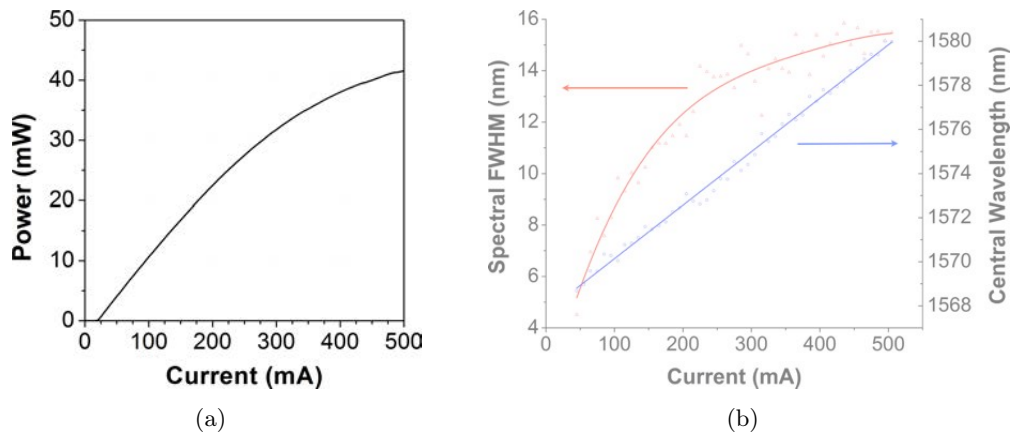 50
40
30
20
10
0
Power (mW)
0 100 200 300 400 500
Current (mA)
(a)
16
14
12
10
8
6
4
Spectral FWHM (nm)
1580
1578
1576
1574
1572
1570
1568
Central Wavelength (nm)
0 100 200 300 400 500
Current (mA)
(b)